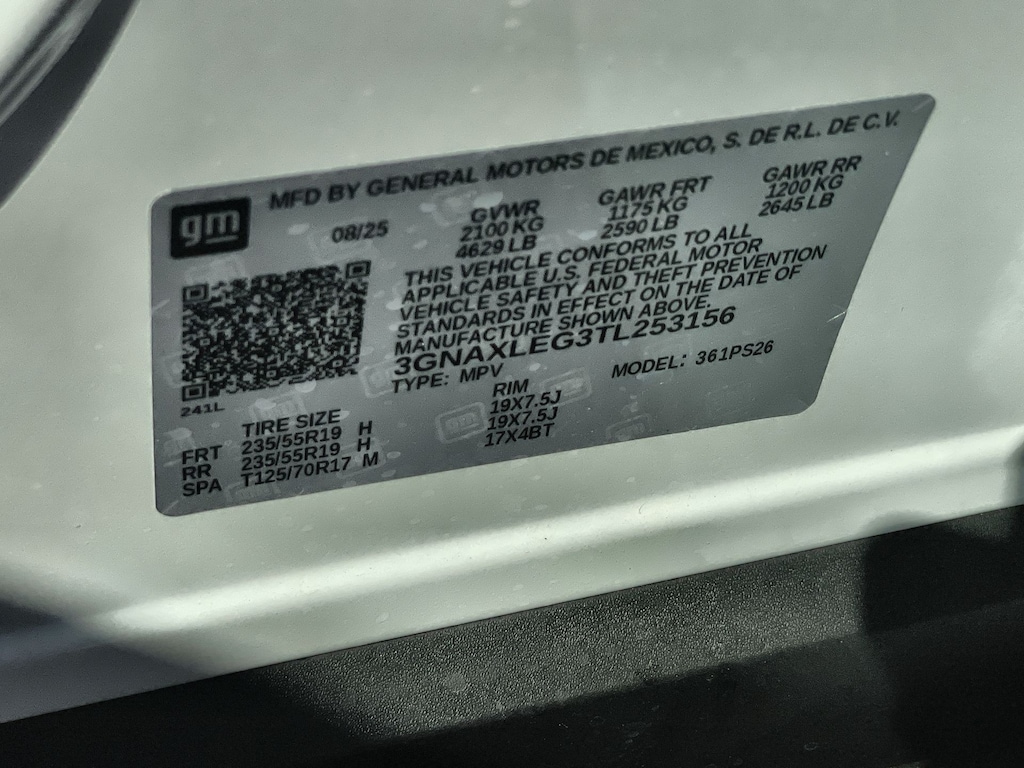 gm
MFD BY GENERAL MOTORS DE MEXICO, S. DE R.L. DE C.V.
08/25
GVWR
2100 KG
4629 LB
GAWR FRT
1175 KG
2590 LB
GAWR RR
1200 KG
2645 LB
THIS VEHICLE CONFORMS TO ALL
APPLICABLE U.S. FEDERAL MOTOR
VEHICLE SAFETY AND THEFT PREVENTION
STANDARDS IN EFFECT ON THE DATE OF
MANUFACTURE SHOWN ABOVE.
3GNAXLEG3TL253156
TYPE: MPV
MODEL: 361PS26
241L
TIRE SIZE RIM
FRT 235/55R19 H 19X7.5J
RR 235/55R19 H 19X7.5J
SPA T125/70R17 M 17X4BT